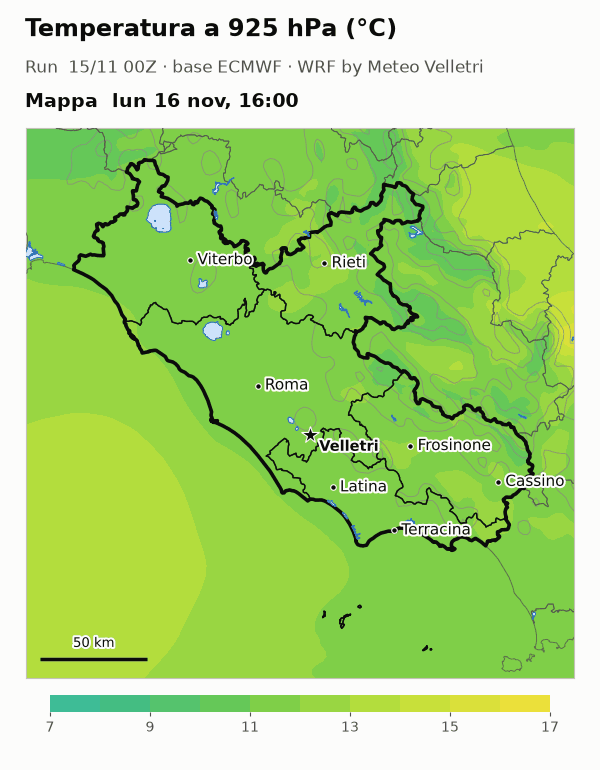 Temperatura a 925 hPa (°C)
Run  15/11 00Z · base ECMWF · WRF by Meteo Velletri
Mappa  lun 16 nov, 16:00
Viterbo
Rieti
Roma
Velletri
Frosinone
Latina
Cassino
Terracina
50 km
7 9 11 13 15 17